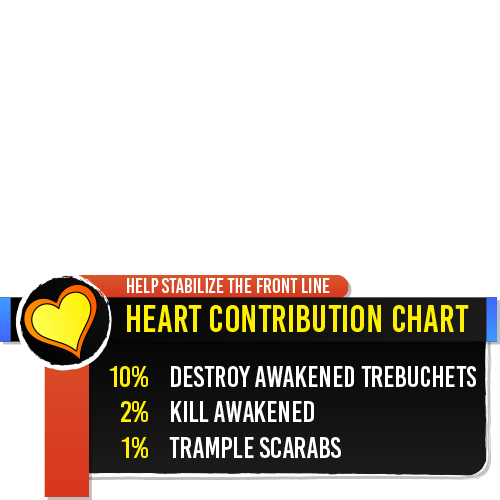 HELP STABILIZE THE FRONT LINE
HEART CONTRIBUTION CHART
10% DESTROY AWAKENED TREBUCHETS
2% KILL AWAKENED
1% TRAMPLE SCARABS